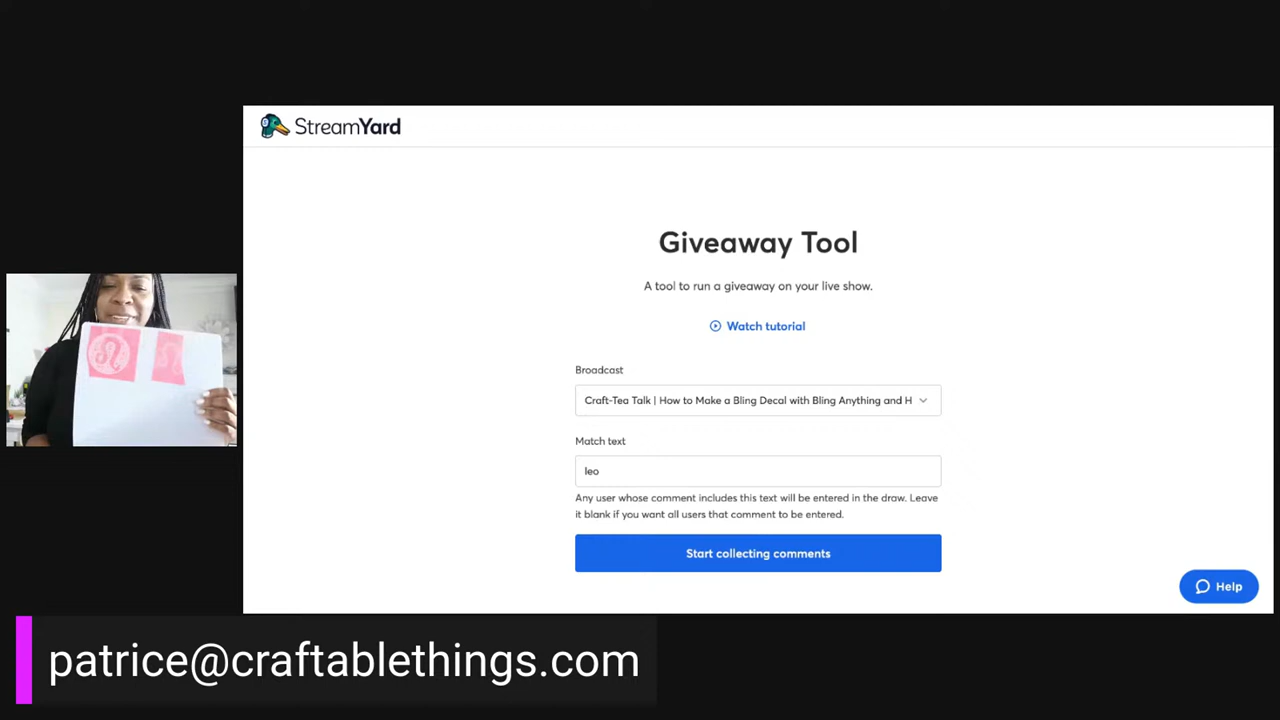 StreamYard
Giveaway Tool
A tool to run a giveaway on your live show.
Watch tutorial
Broadcast
Craft-Tea Talk | How to Make a Bling Decal with Bling Anything and H
Match text
leo
Any user whose comment includes this text will be entered in the draw. Leave
it blank if you want all users that comment to be entered.
Start collecting comments
Help
patrice@craftablethings.com